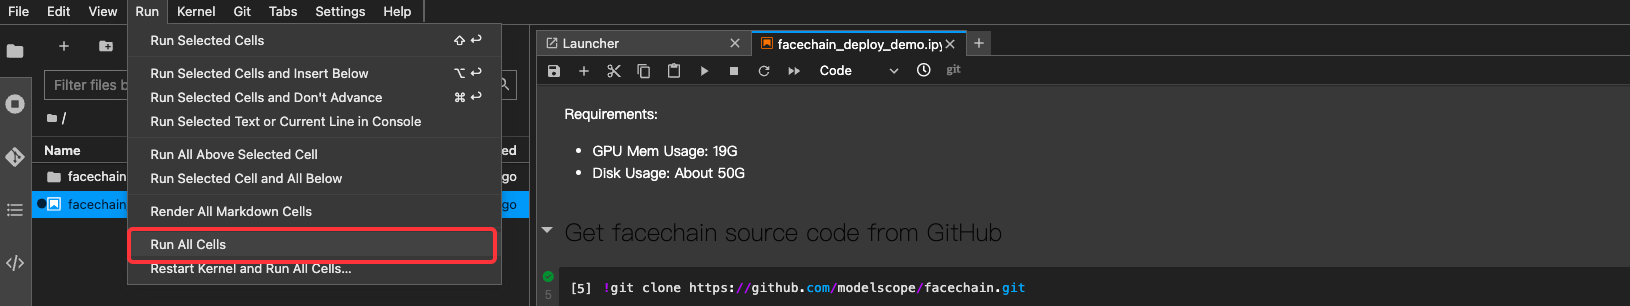 File Edit View Run Kernel Git Tabs Settings Help
Run Selected Cells
Run Selected Cells and Insert Below
Run Selected Cells and Don't Advance
Run Selected Text or Current Line in Console
Run All Above Selected Cell
Run Selected Cell and All Below
Render All Markdown Cells
Run All Cells
Restart Kernel and Run All Cells...
+
Filter files b
/
Name
ed
facechain
go
facechain
go
Launcher
facechain_deploy_demo.ipy
+
Code
git
Requirements:
• GPU Mem Usage: 19G
• Disk Usage: About 50G
Get facechain source code from GitHub
5
[5] !git clone https://github.com/modelscope/facechain.git